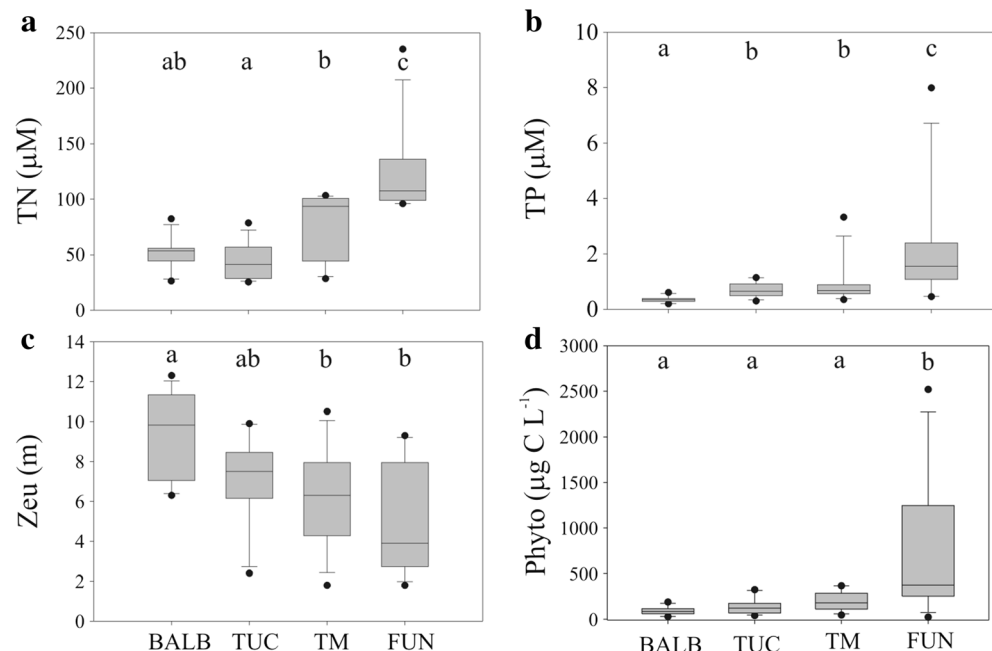 a
250
200
150
100
50
0
TN (µM)
ab a b c
b
10
8
6
4
2
0
TP (µM)
a b b c
c
14
12
10
8
6
4
2
0
Zeu (m)
a ab b b
BALB TUC TM FUN
d
3000
2500
2000
1500
1000
500
0
Phyto (µg C L⁻¹)
a a a b
BALB TUC TM FUN